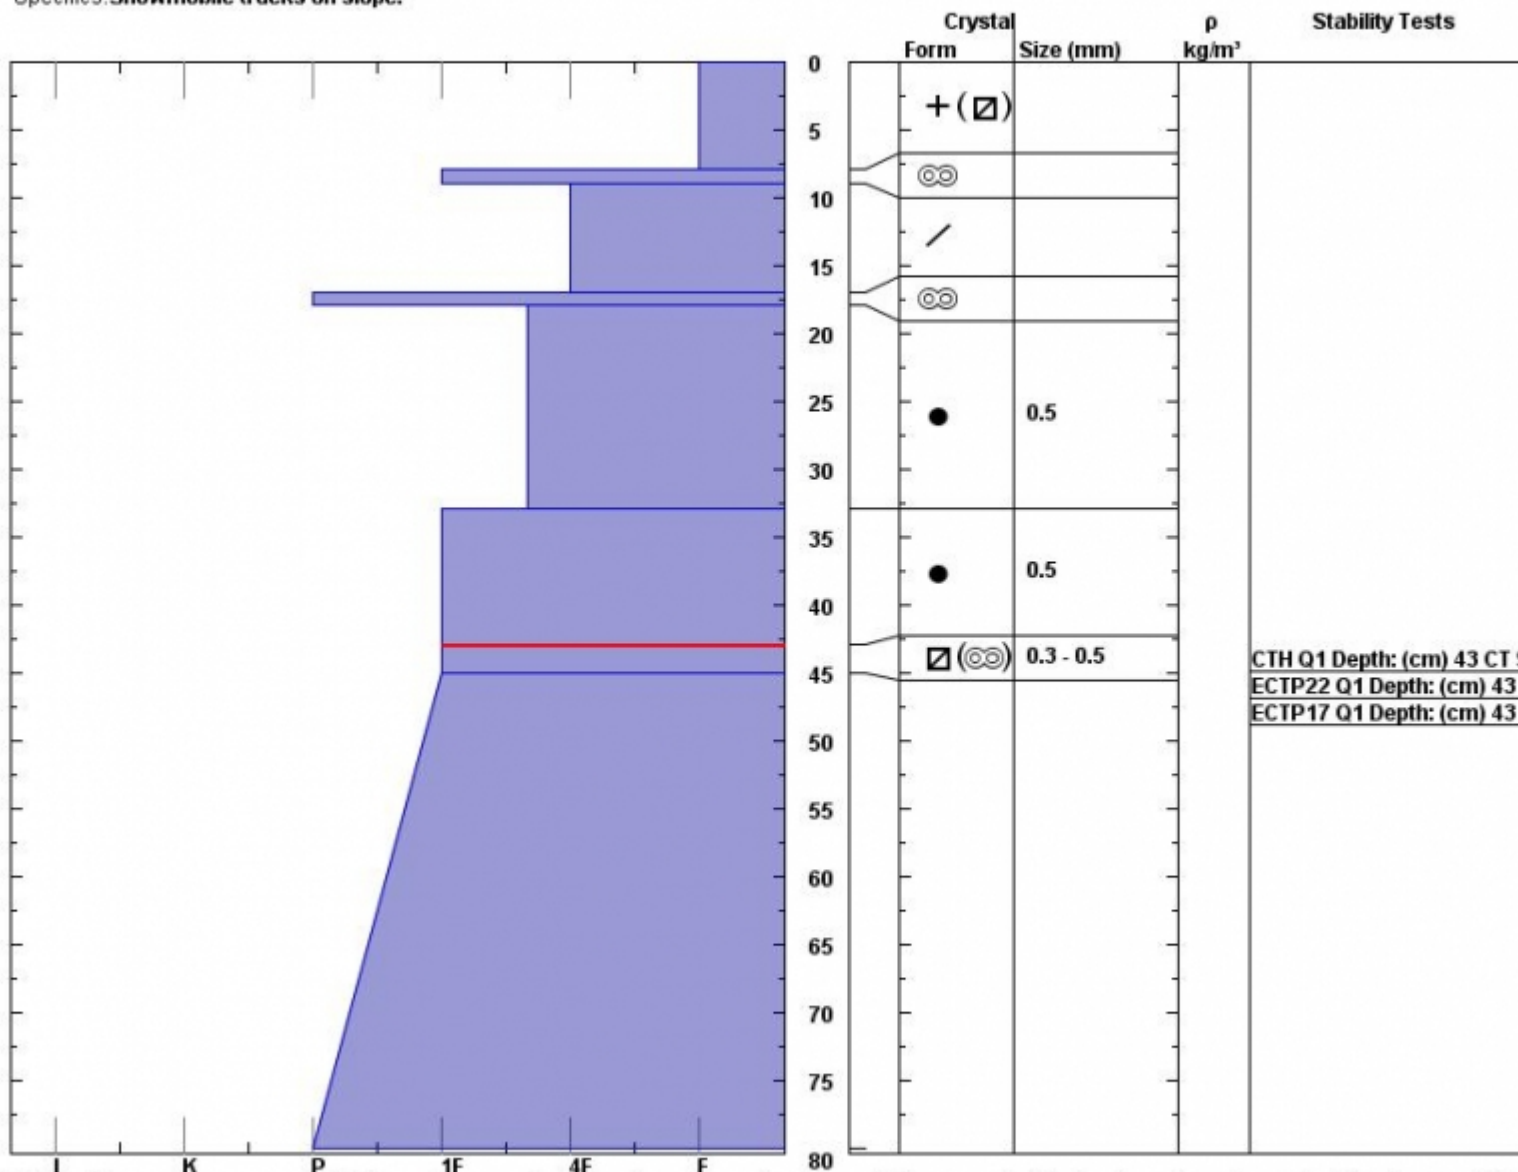 Specifics: Snowmobile tracks on slope.
Crystal ρ Stability Tests
Form Size (mm) kg/m³
0
5
10
15
20
25 0.5
30
35
0.5
40
0.3 - 0.5
CTH Q1 Depth: (cm) 43 CT
45
ECTP22 Q1 Depth: (cm) 43
ECTP17 Q1 Depth: (cm) 43
50
55
60
65
70
75
80
I K P 1F 4F F